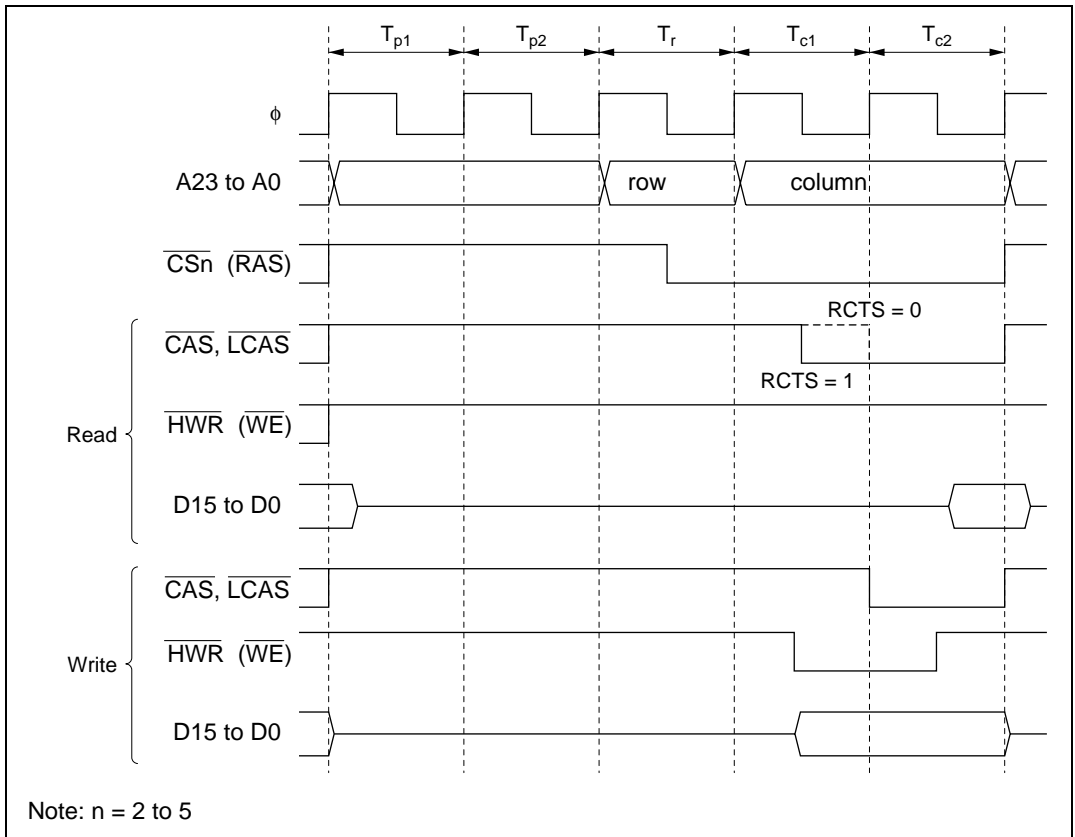 Tp1 Tp2 Tr Tc1 Tc2
ϕ
A23 to A0 row column
CSn (RAS)
RCTS = 0
CAS, LCAS
RCTS = 1
HWR (WE)
Read
D15 to D0
CAS, LCAS
HWR (WE)
Write
D15 to D0
Note: n = 2 to 5